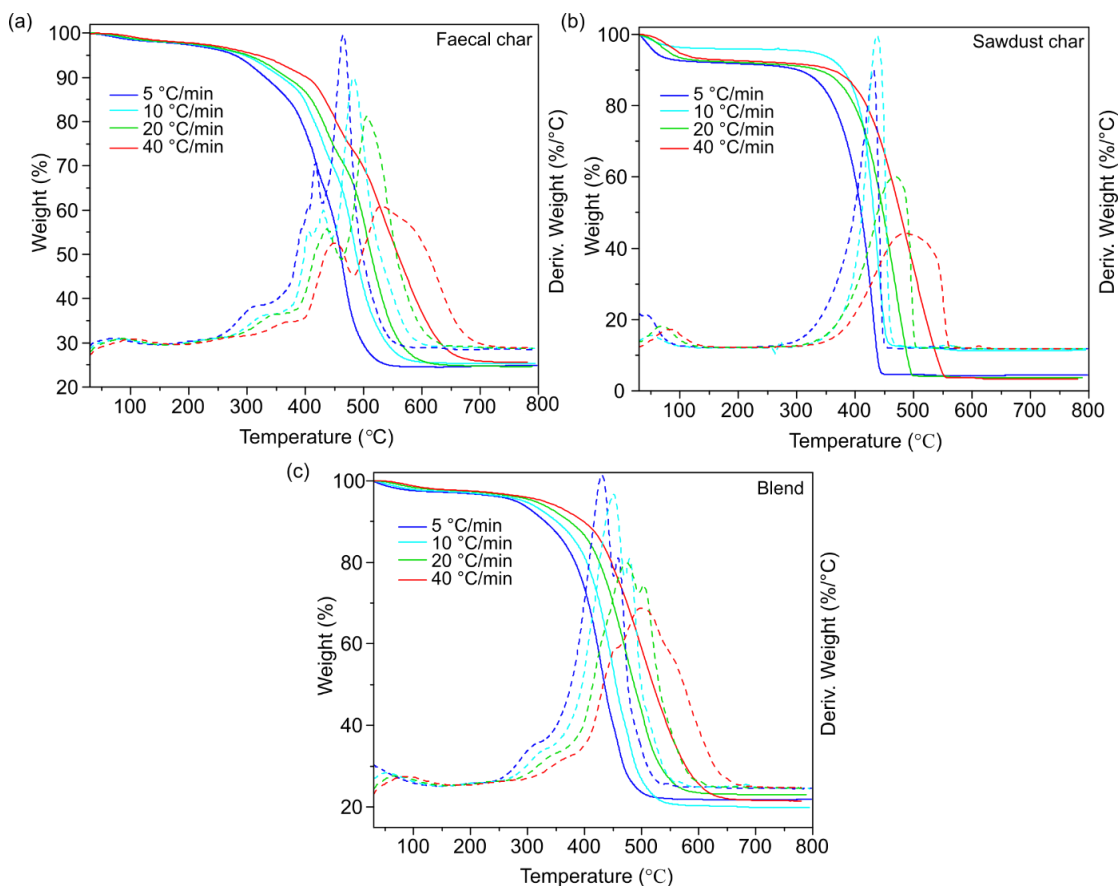 (a)
Faecal char
100
90
80
70
60
50
40
30
20
Weight (%)
5 °C/min
10 °C/min
20 °C/min
40 °C/min
Deriv. Weight (%/°C)
100 200 300 400 500 600 700 800
Temperature (°C)
(b)
Sawdust char
100
80
60
40
20
0
Weight (%)
5 °C/min
10 °C/min
20 °C/min
40 °C/min
Deriv. Weight (%/°C)
100 200 300 400 500 600 700 800
Temperature (°C)
(c)
Blend
100
80
60
40
20
Weight (%)
5 °C/min
10 °C/min
20 °C/min
40 °C/min
Deriv. Weight (%/°C)
100 200 300 400 500 600 700 800
Temperature (°C)